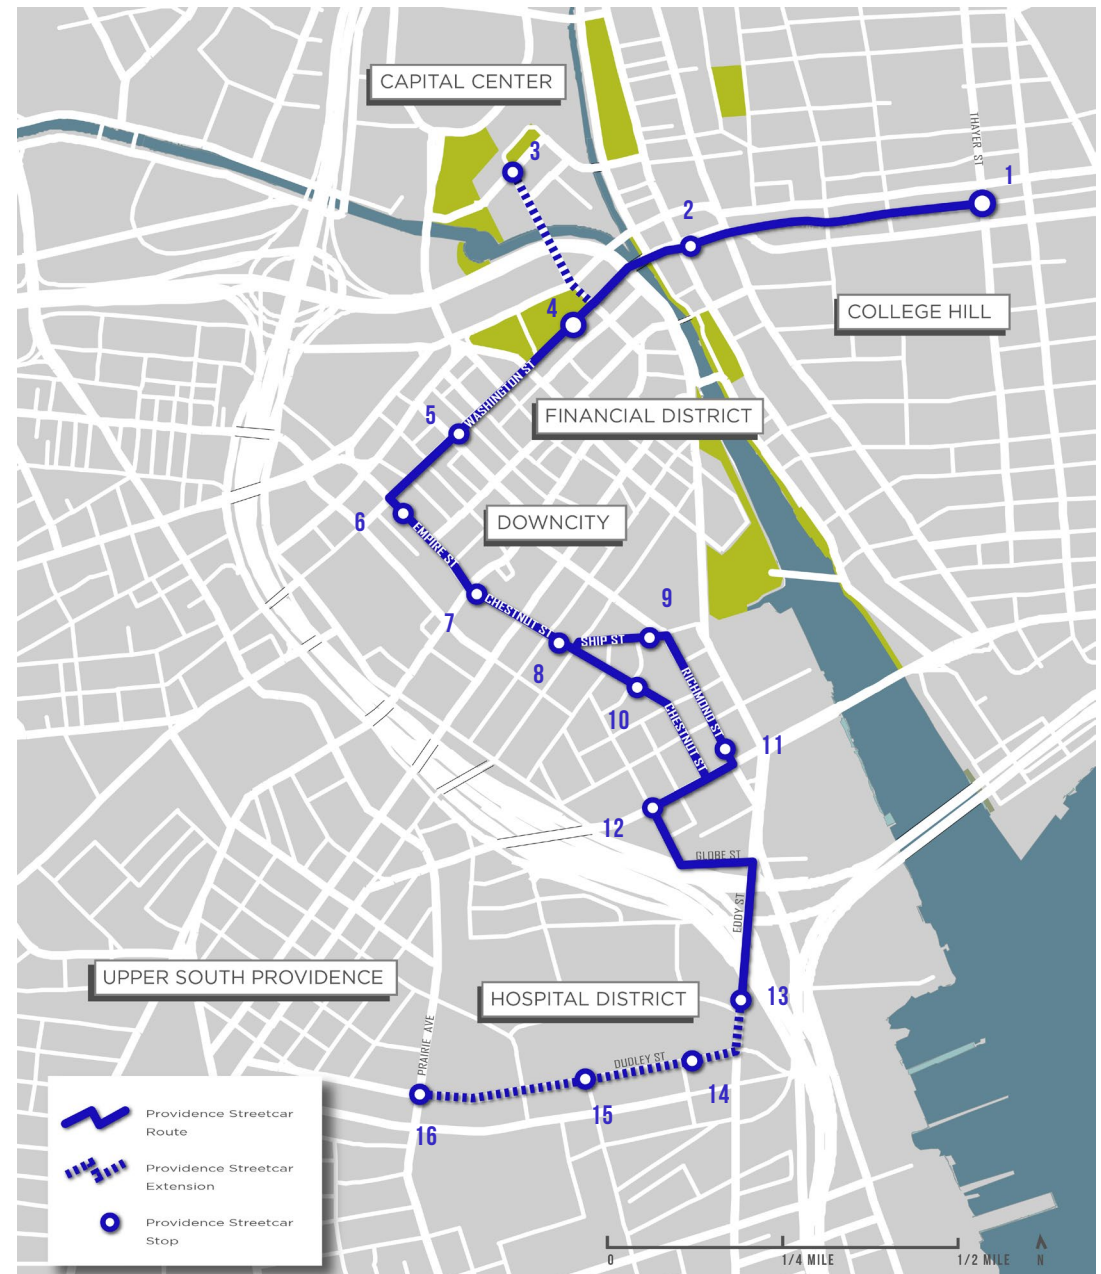 CAPITAL CENTER
THAYER ST
3
1
2
4
COLLEGE HILL
WASHINGTON ST
5
FINANCIAL DISTRICT
6
DOWNCITY
EMPIRE ST
7
CHESTNUT ST
9
SHIP ST
8
RICHMOND ST
10
CHESTNUT ST
11
12
GLOBE ST
EDDY ST
UPPER SOUTH PROVIDENCE
HOSPITAL DISTRICT
13
PRAIRIE AVE
DUDLEY ST
14
15
16
Providence Streetcar
Route
Providence Streetcar
Extension
Providence Streetcar
Stop
0
1/4 MILE
1/2 MILE
N